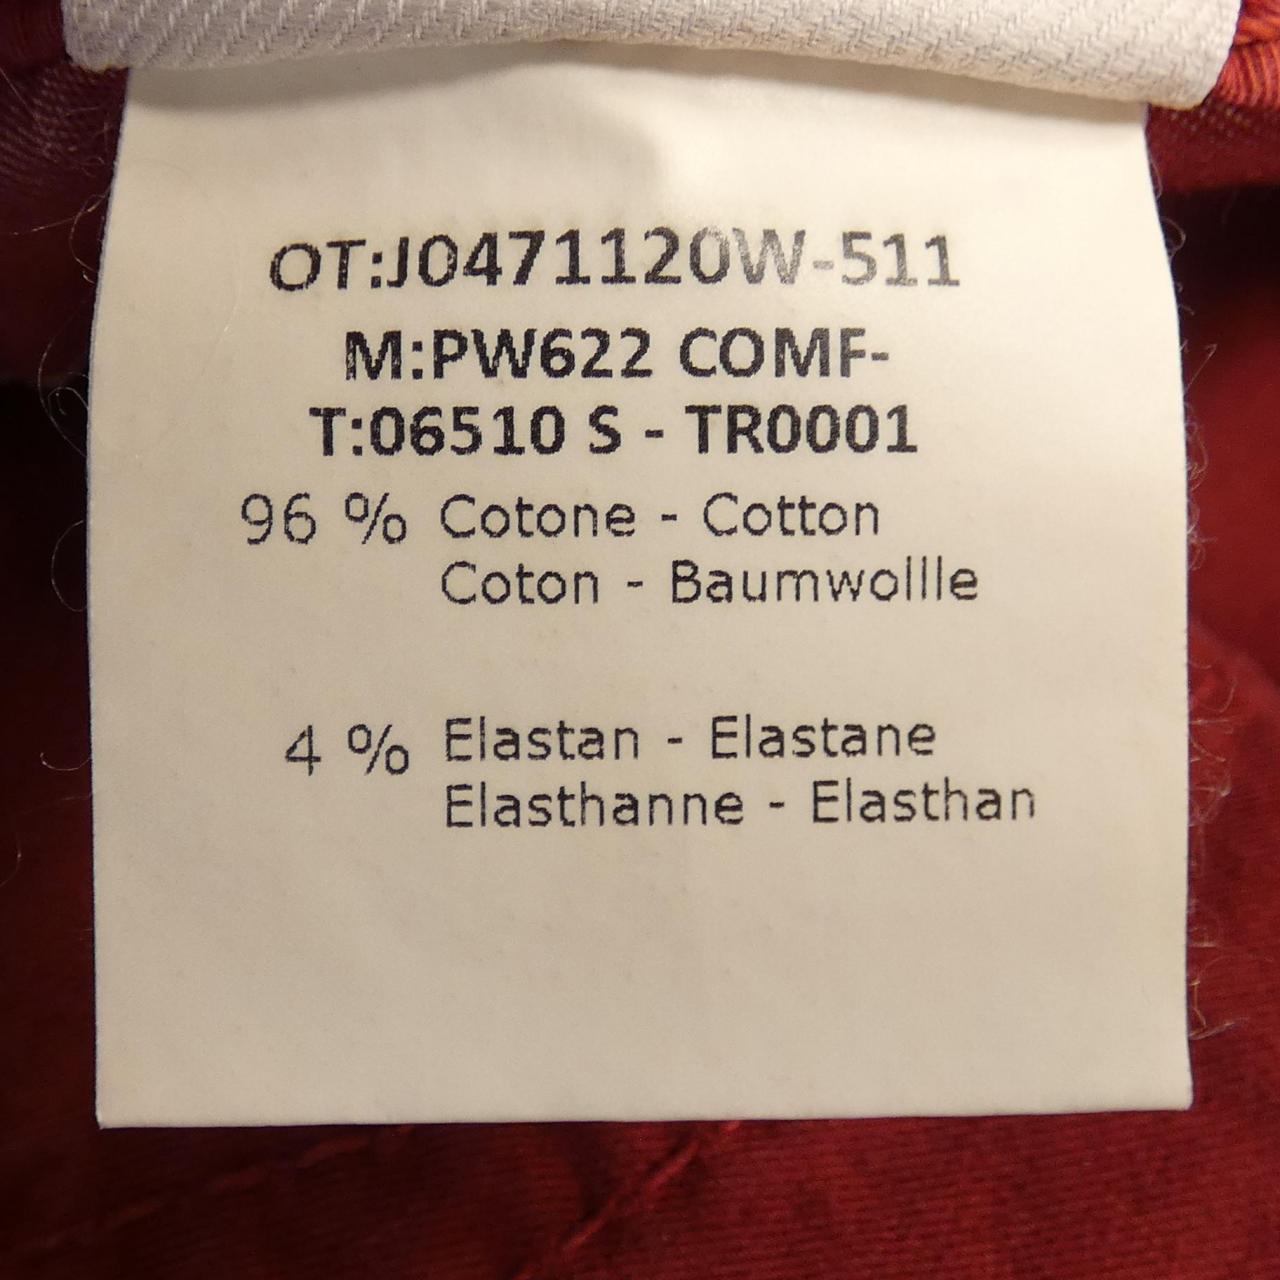 OT:J0471120W-511
M:PW622 COMF-
T:06510 S - TR0001
96 % Cotone - Cotton
Coton - Baumwollle
4 % Elastan - Elastane
Elasthanne - Elasthan